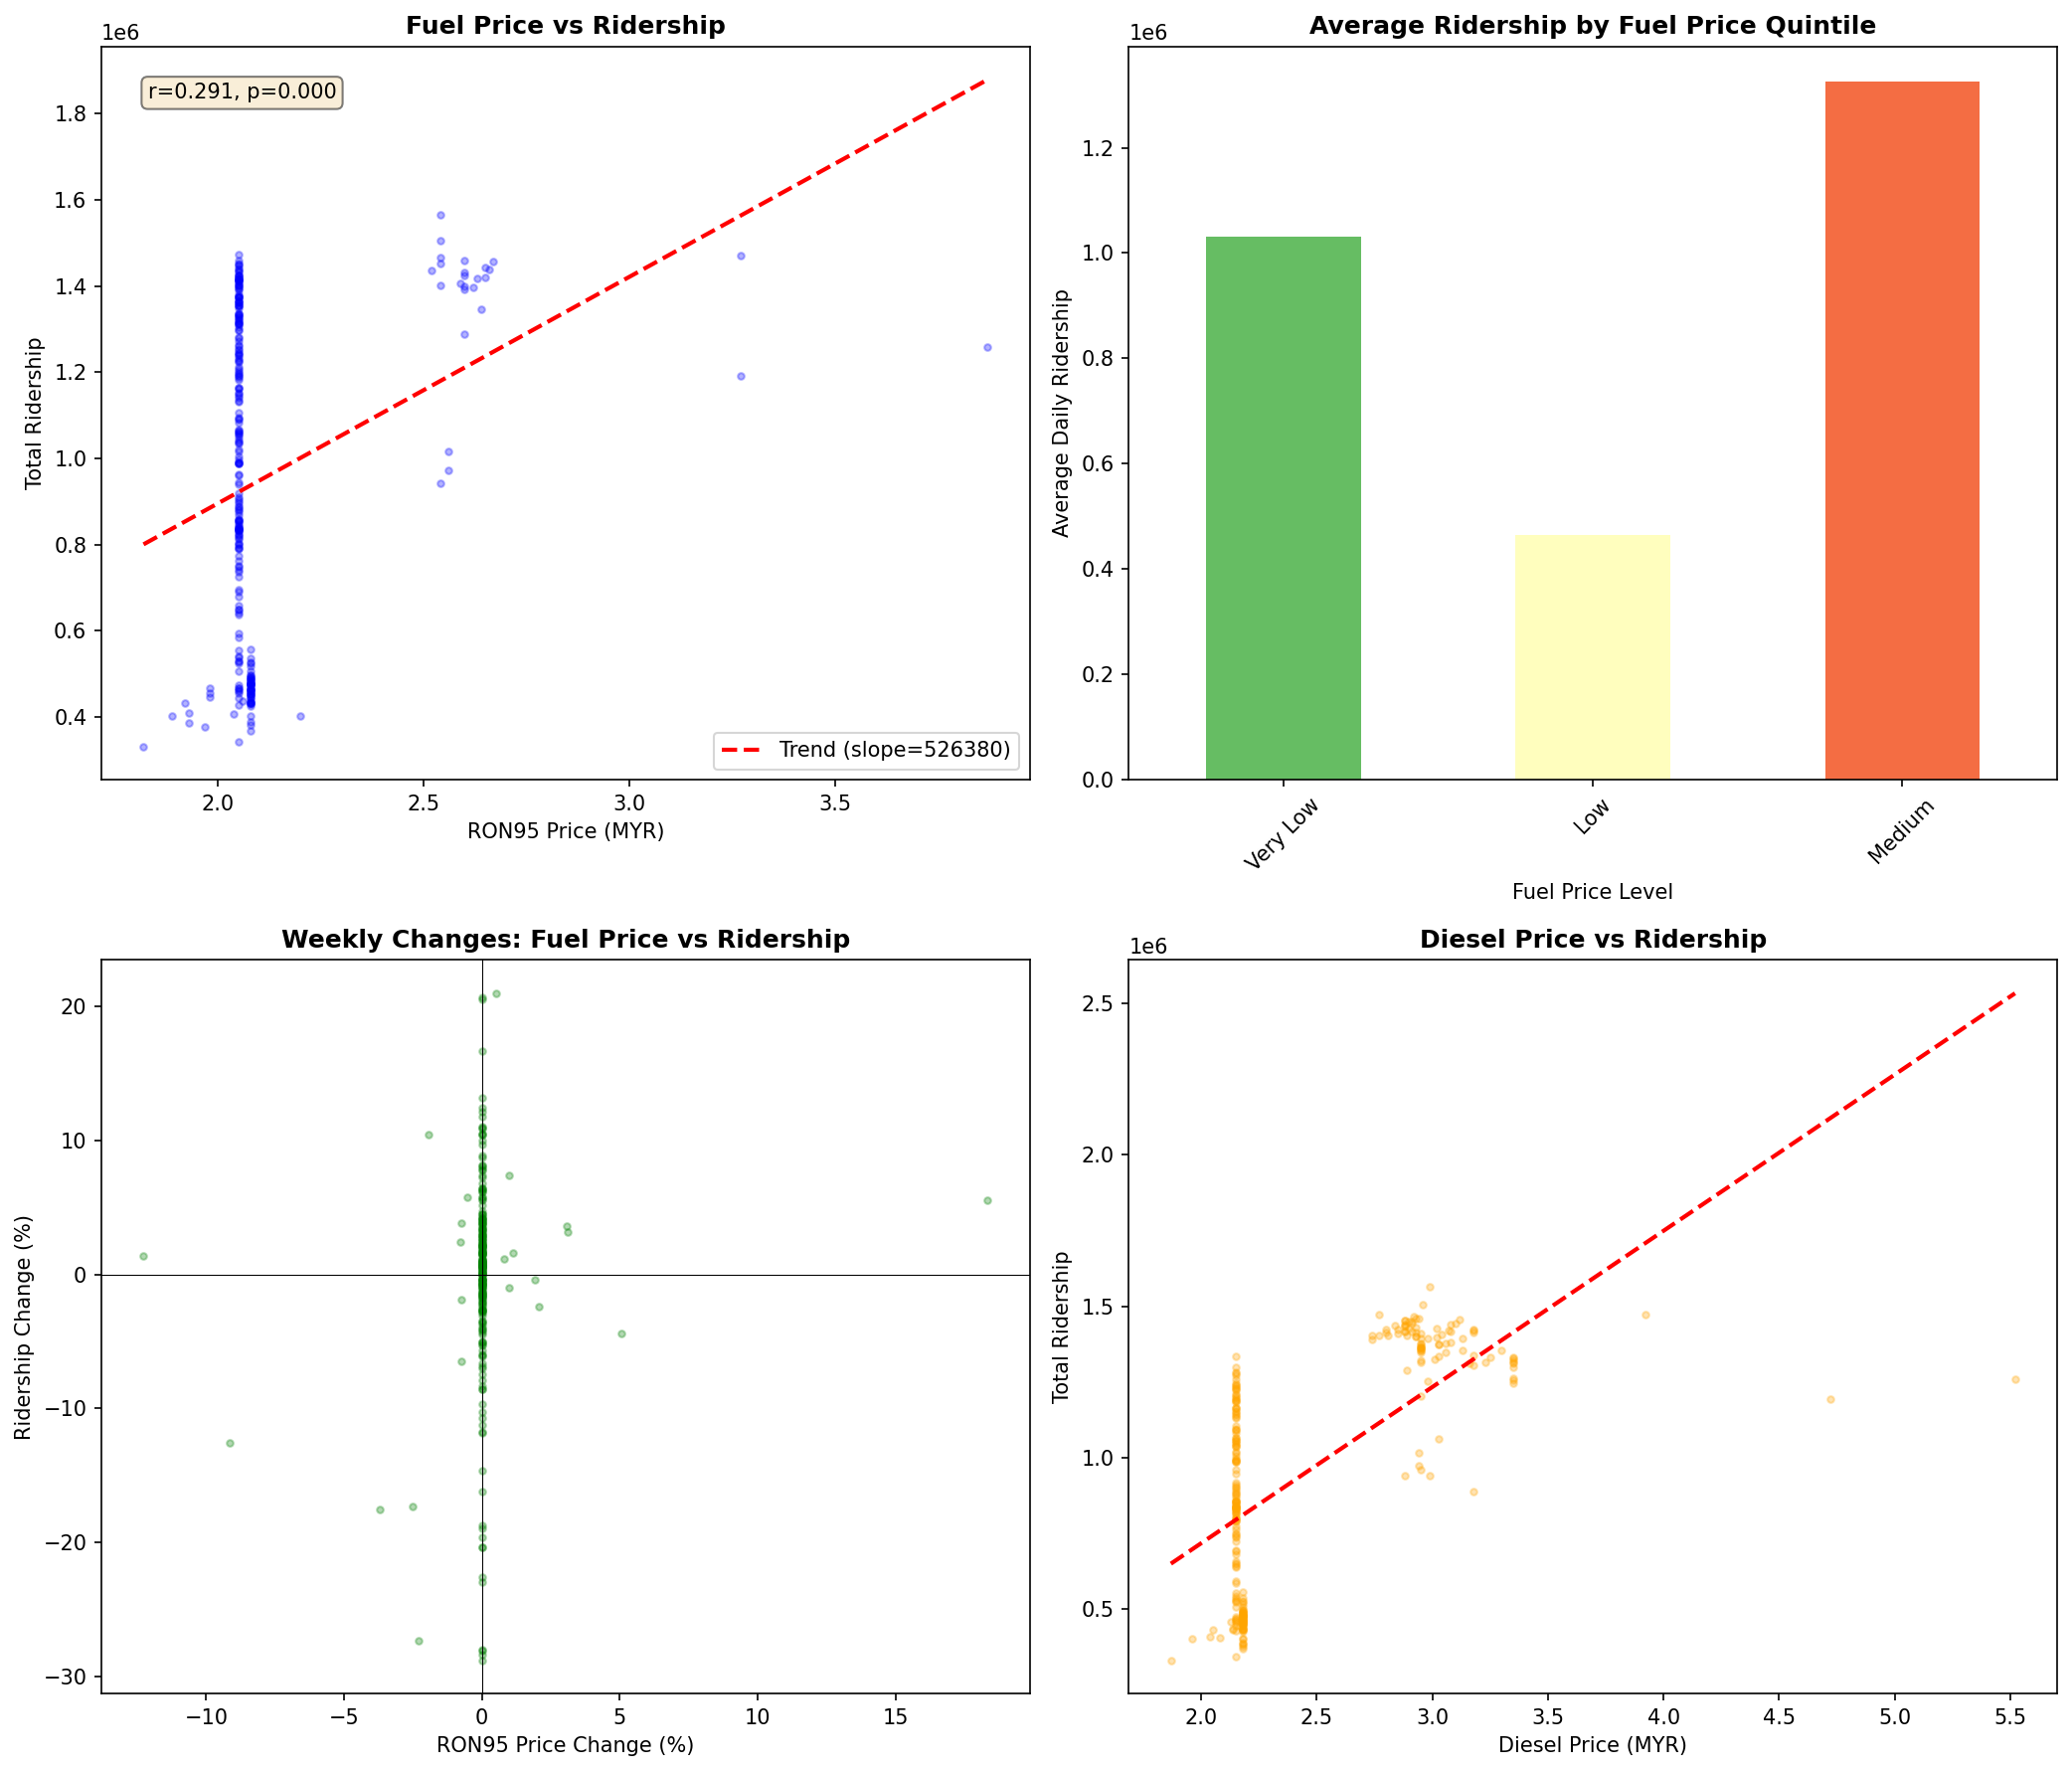 Fuel Price vs Ridership
1e6
r=0.291, p=0.000
1.8
1.6
1.4
1.2
1.0
0.8
0.6
0.4
Total Ridership
Trend (slope=526380)
2.0 2.5 3.0 3.5
RON95 Price (MYR)
Average Ridership by Fuel Price Quintile
1e6
1.2
1.0
0.8
0.6
0.4
0.2
0.0
Average Daily Ridership
Very Low Low Medium
Fuel Price Level
Weekly Changes: Fuel Price vs Ridership
20
10
0
−10
−20
−30
Ridership Change (%)
−10 −5 0 5 10 15
RON95 Price Change (%)
Diesel Price vs Ridership
1e6
2.5
2.0
1.5
1.0
0.5
Total Ridership
2.0 2.5 3.0 3.5 4.0 4.5 5.0 5.5
Diesel Price (MYR)